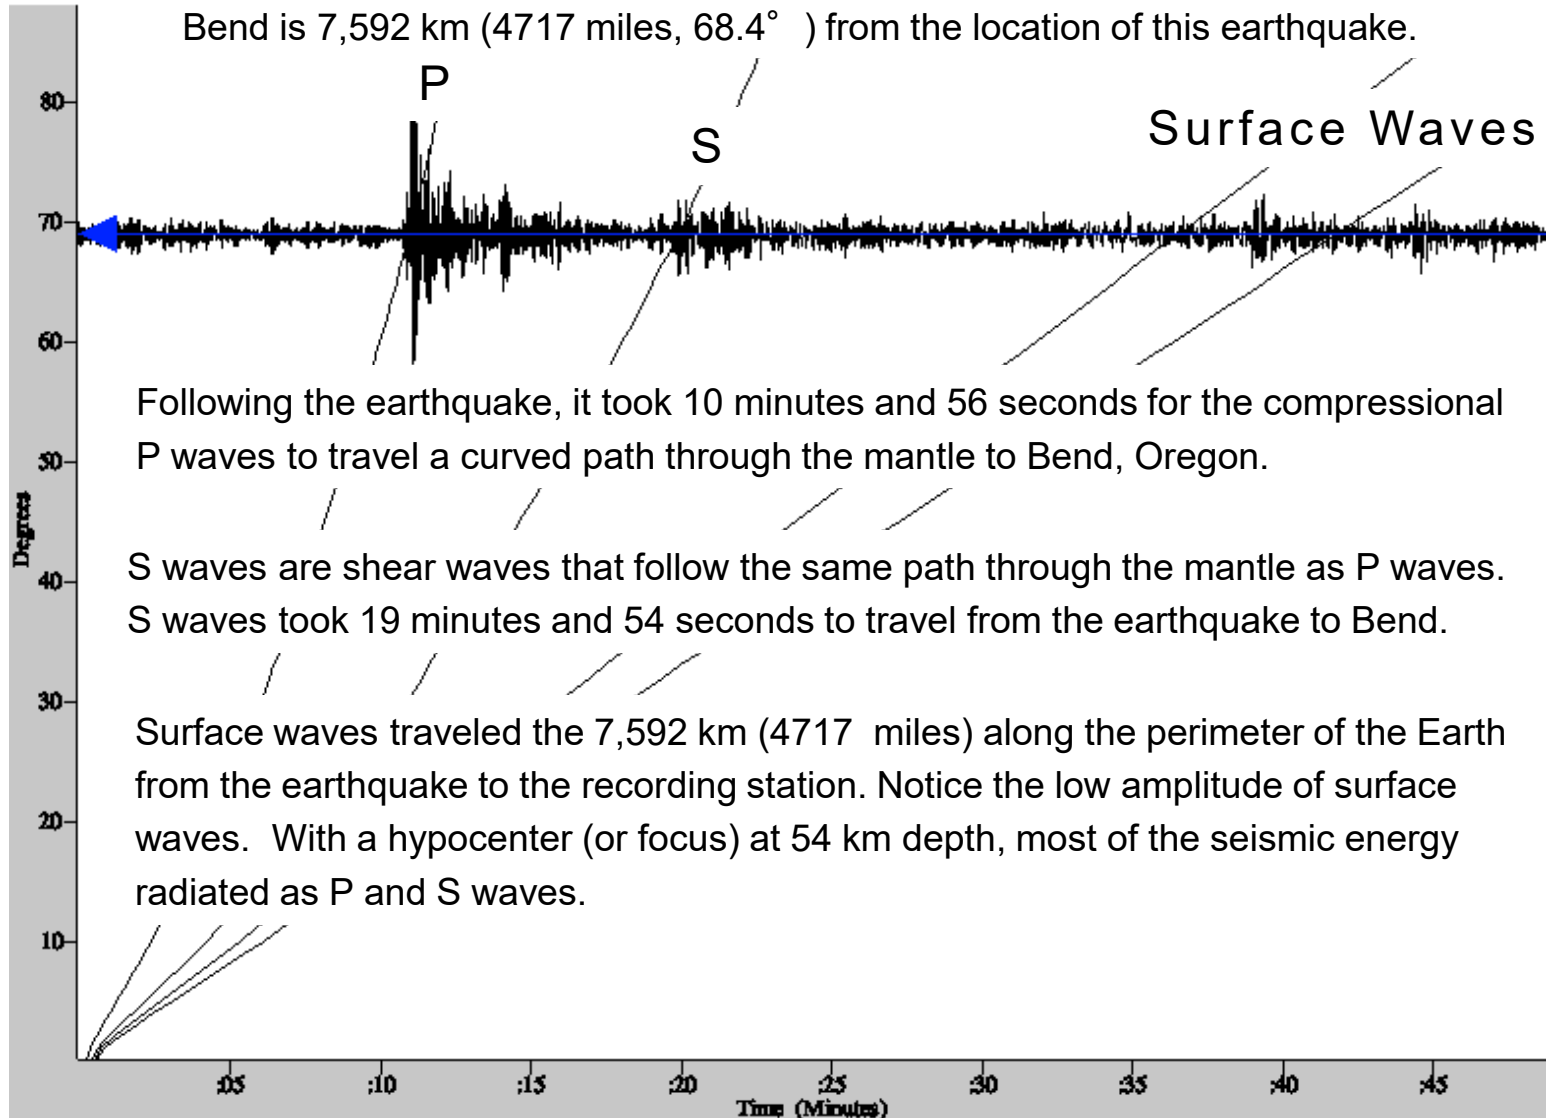 Bend is 7,592 km (4717 miles, 68.4° ) from the location of this earthquake.
P
80
Surface Waves
S
70
60
Following the earthquake, it took 10 minutes and 56 seconds for the compressional
P waves to travel a curved path through the mantle to Bend, Oregon.
50
Degrees
S waves are shear waves that follow the same path through the mantle as P waves.
40
S waves took 19 minutes and 54 seconds to travel from the earthquake to Bend.
30
Surface waves traveled the 7,592 km (4717 miles) along the perimeter of the Earth
from the earthquake to the recording station. Notice the low amplitude of surface
20
waves. With a hypocenter (or focus) at 54 km depth, most of the seismic energy
radiated as P and S waves.
10
:05 :10 :15 :20 :25 :30 :35 :40 :45
Time (Minutes)